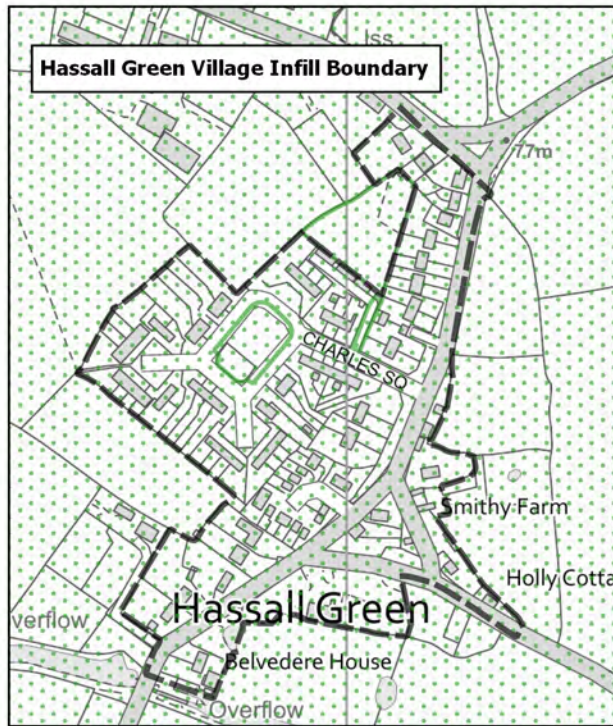 Iss
Hassall Green Village Infill Boundary
77m
CHARLES SQ
Smithy Farm
Holly Cotta
Hassall Green
verflow
Belvedere House
Overflow